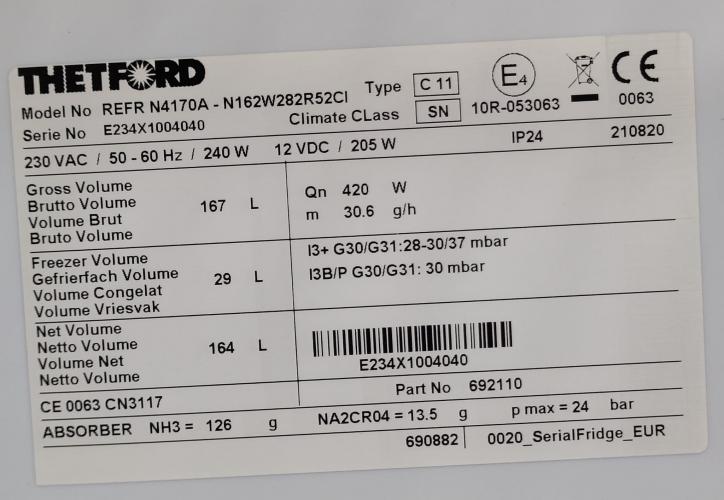 THETFORD
Model No REFR N4170A - N162W282R52CI Type C 11
Serie No E234X1004040 Climate CLass SN
E4
10R-053063
CE
0063
230 VAC / 50 - 60 Hz / 240 W 12 VDC / 205 W IP24 210820
Gross Volume
Brutto Volume
Volume Brut
Bruto Volume
167 L
Qn 420 W
m 30.6 g/h
Freezer Volume
Gefrierfach Volume
Volume Congelat
Volume Vriesvak
29 L
I3+ G30/G31:28-30/37 mbar
I3B/P G30/G31: 30 mbar
Net Volume
Netto Volume
Volume Net
Netto Volume
164 L
E234X1004040
CE 0063 CN3117 Part No 692110
ABSORBER NH3 = 126 g NA2CR04 = 13.5 g p max = 24 bar
690882 0020_SerialFridge_EUR